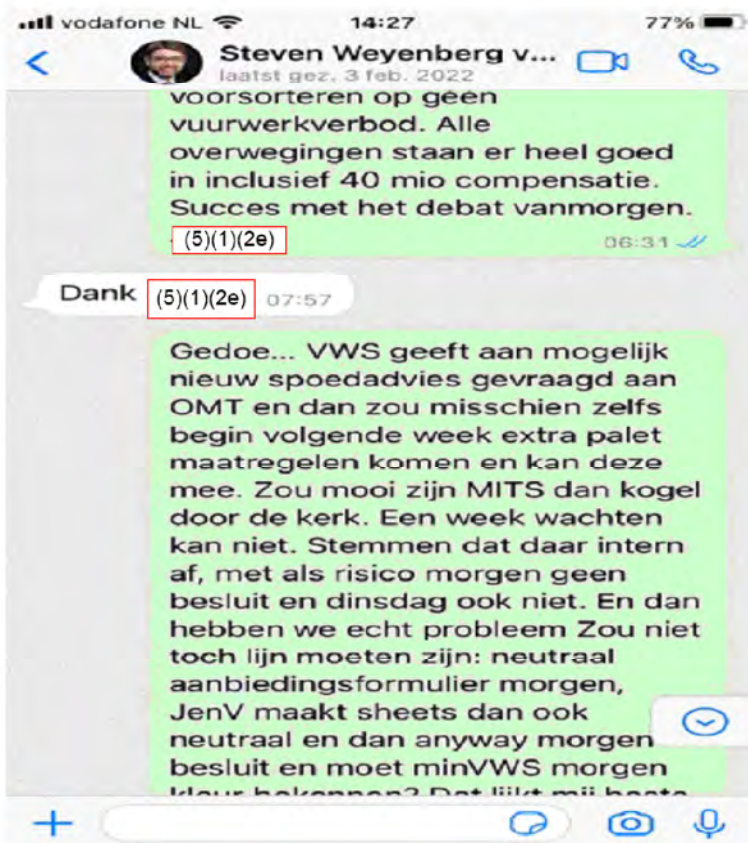 vodafone NL 14:27 77%
Steven Weyenberg v...
laatst gez. 3 feb. 2022
voorsorteren op geen
vuurwerkverbod. Alle
overwegingen staan er heel goed
in inclusief 40 mio compensatie.
Succes met het debat vanmorgen.
(5)(1)(2e) 06:31
Dank (5)(1)(2e) 07:57
Gedoe... VWS geeft aan mogelijk
nieuw spoedadvies gevraagd aan
OMT en dan zou misschien zelfs
begin volgende week extra palet
maatregelen komen en kan deze
mee. Zou mooi zijn MITS dan kogel
door de kerk. Een week wachten
kan niet. Stemmen dat daar intern
af, met als risico morgen geen
besluit en dinsdag ook niet. En dan
hebben we echt probleem Zou niet
toch lijn moeten zijn: neutraal
aanbiedingsformulier morgen,
JenV maakt sheets dan ook
neutraal en dan anyway morgen
besluit en moet minVWS morgen
kleur bekennen? Dat lijkt mij beste